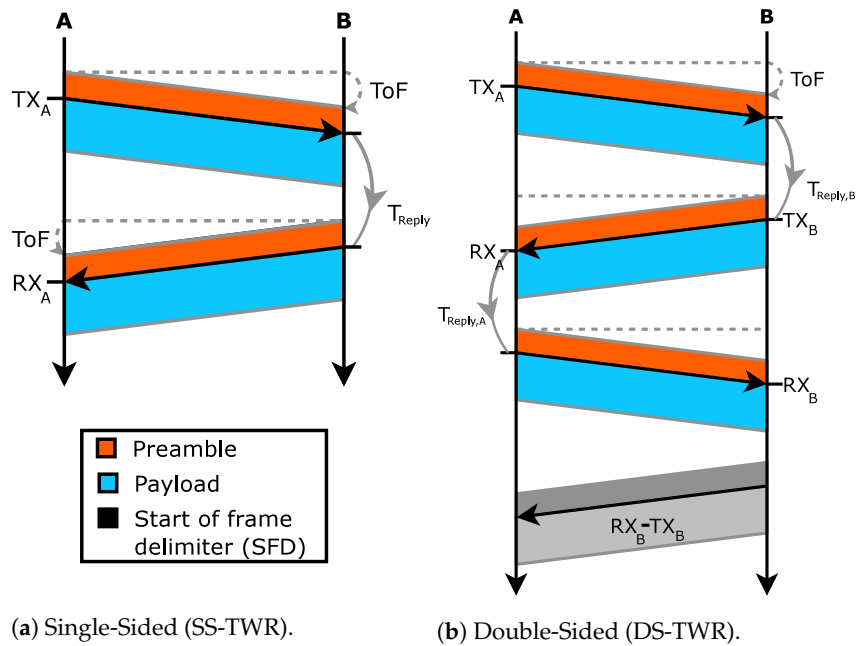 A
B
TX_A
ToF
T_Reply
ToF
RX_A
Preamble
Payload
Start of frame
delimiter (SFD)
(a) Single-Sided (SS-TWR).
A
B
TX_A
ToF
T_Reply,B
TX_B
RX_A
T_Reply,A
RX_B
RX_B-TX_B
(b) Double-Sided (DS-TWR).